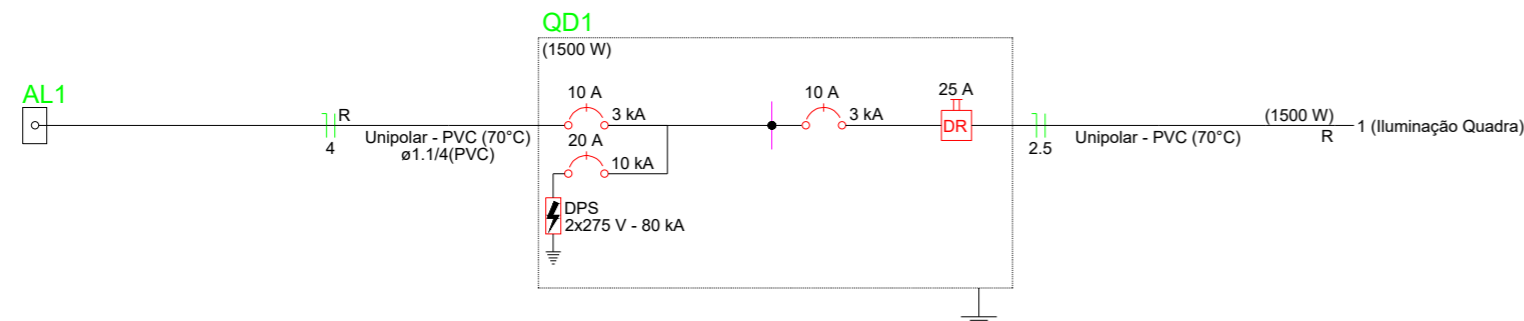 QD1
(1500 W)
AL1
10 A
3 kA
10 A
3 kA
25 A
DR
R
4
Unipolar - PVC (70°C)
ø1.1/4(PVC)
20 A
10 kA
DPS
2x275 V - 80 kA
2.5
Unipolar - PVC (70°C)
(1500 W)
R
1 (Iluminação Quadra)